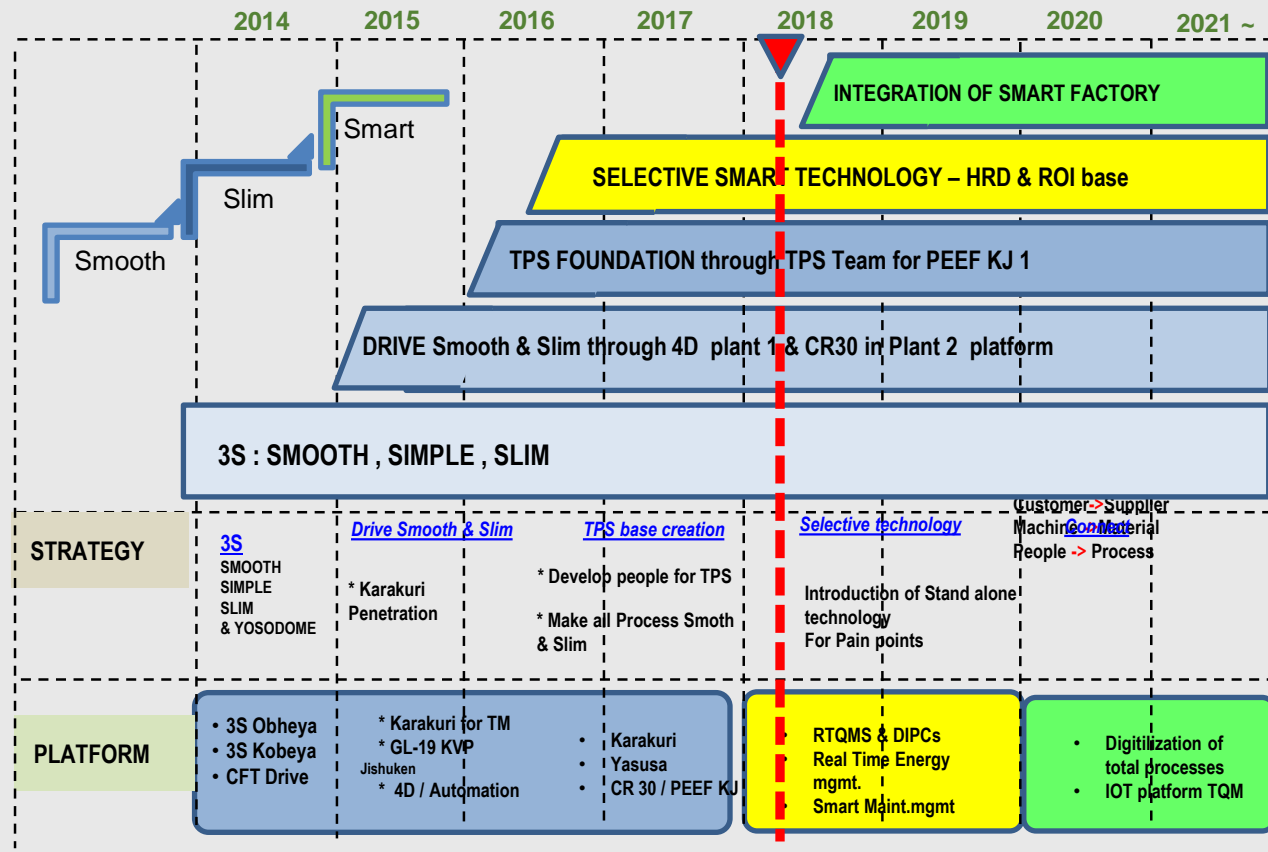 2014 2015 2016 2017 2018 2019 2020 2021 ~
INTEGRATION OF SMART FACTORY
Smart
SELECTIVE SMART TECHNOLOGY – HRD & ROI base
Slim
Smooth
TPS FOUNDATION through TPS Team for PEEF KJ 1
DRIVE Smooth & Slim through 4D plant 1 & CR30 in Plant 2 platform
3S : SMOOTH , SIMPLE , SLIM
STRATEGY
3S
SMOOTH
SIMPLE
SLIM
& YOSODOME
Drive Smooth & Slim
* Karakuri
Penetration
TPS base creation
* Develop people for TPS
* Make all Process Smoth
& Slim
Selective technology
Introduction of Stand alone
technology
For Pain points
Customer->Supplier
Machine ->Material
People -> Process
PLATFORM
• 3S Obheya
• 3S Kobeya
• CFT Drive
* Karakuri for TM
* GL-19 KVP
Jishuken
* 4D / Automation
• Karakuri
• Yasusa
• CR 30 / PEEF KJ
• RTQMS & DIPCs
• Real Time Energy
mgmt.
• Smart Maint.mgmt
• Digitilization of
total processes
• IOT platform TQM